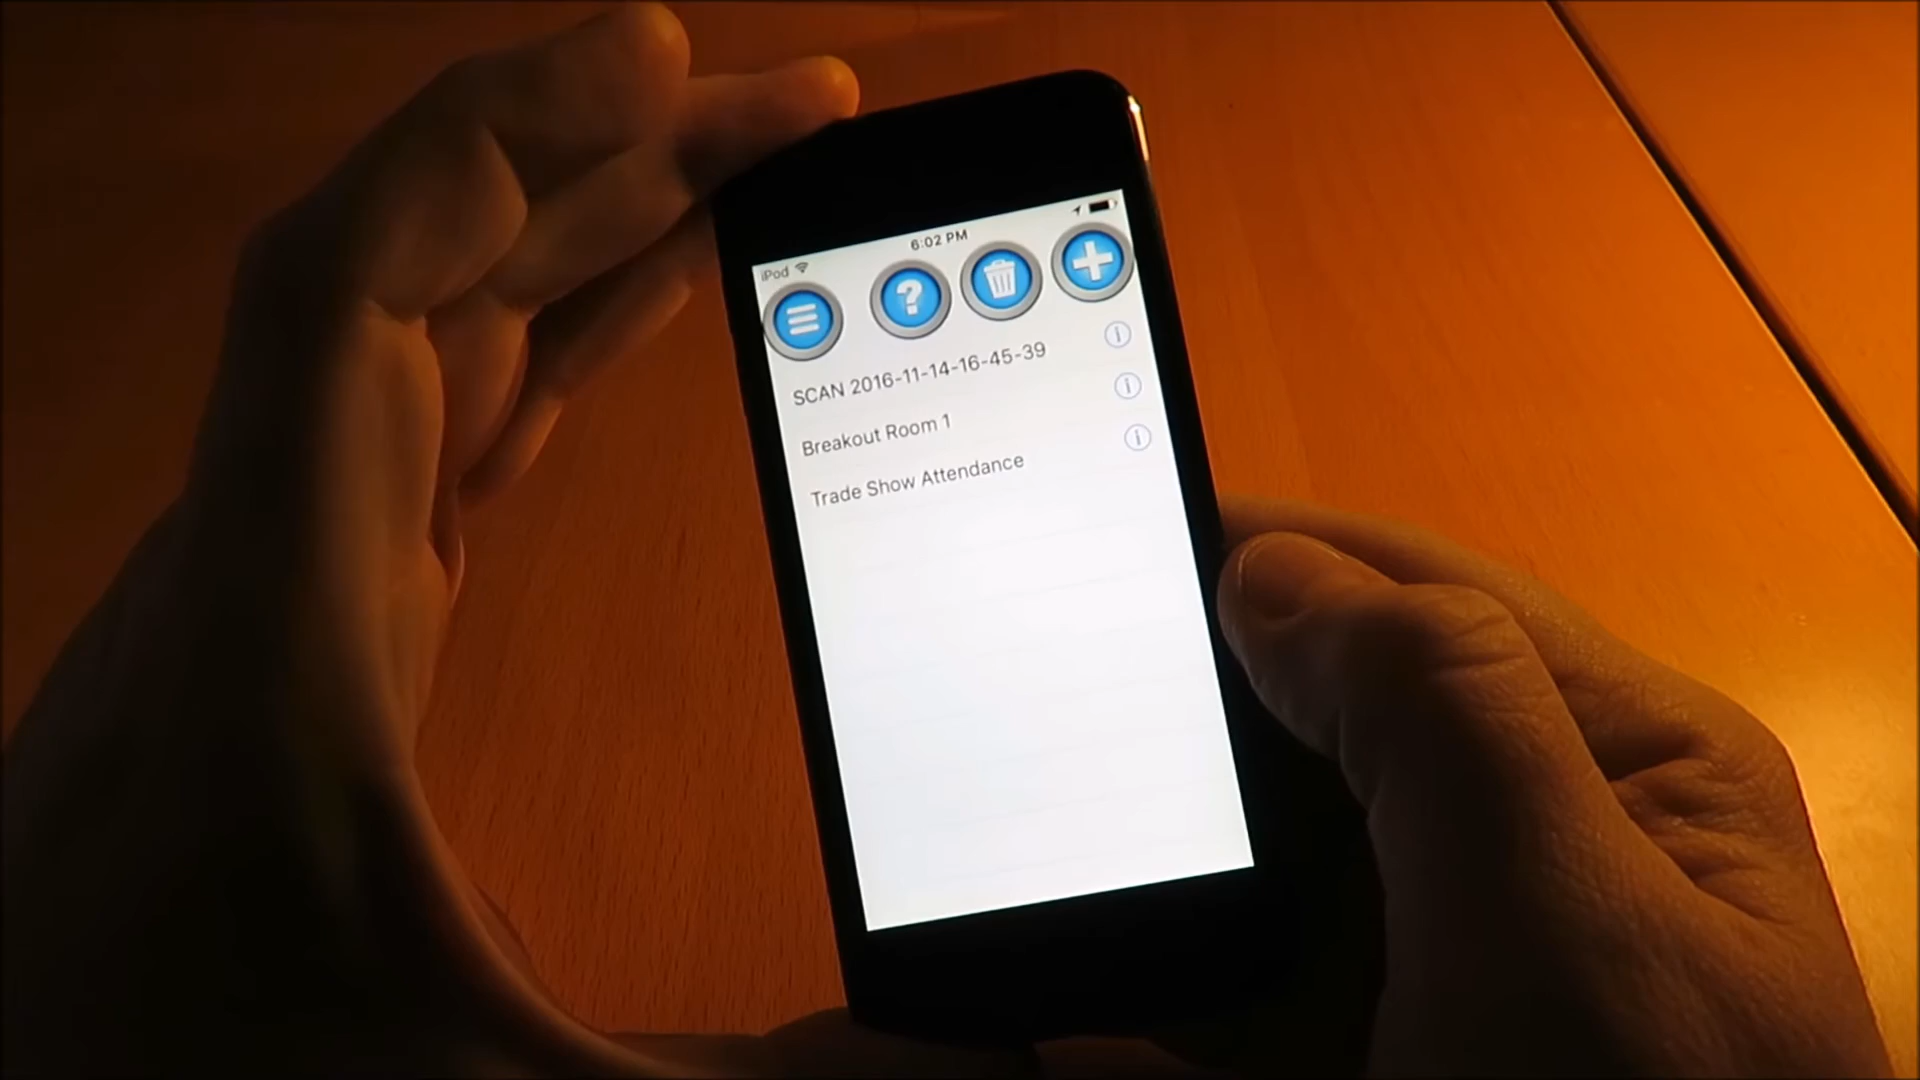 iPod 6:02 PM
?
SCAN 2016-11-14-16-45-39
Breakout Room 1
Trade Show Attendance